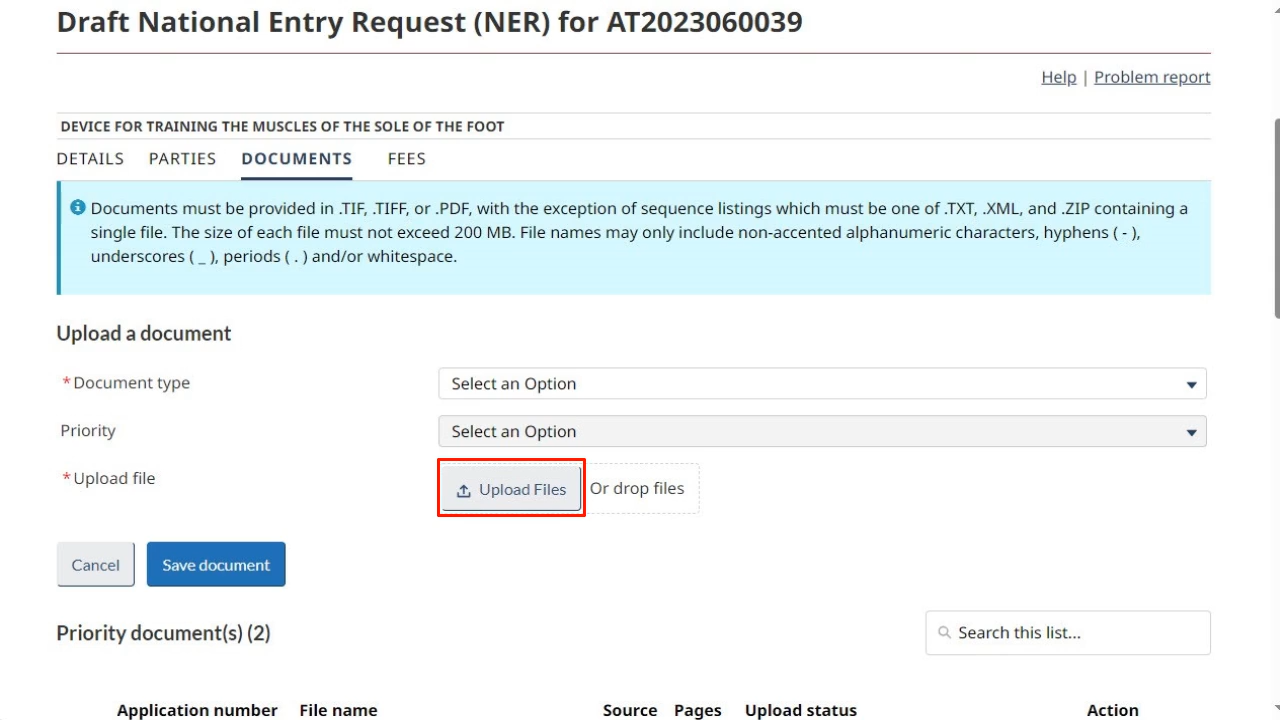 Draft National Entry Request (NER) for AT2023060039
Help | Problem report
DEVICE FOR TRAINING THE MUSCLES OF THE SOLE OF THE FOOT
DETAILS PARTIES DOCUMENTS FEES
Documents must be provided in .TIF, .TIFF, or .PDF, with the exception of sequence listings which must be one of .TXT, .XML, and .ZIP containing a
single file. The size of each file must not exceed 200 MB. File names may only include non-accented alphanumeric characters, hyphens ( - ),
underscores ( _ ), periods ( . ) and/or whitespace.
Upload a document
*Document type Select an Option
Priority Select an Option
*Upload file Upload Files Or drop files
Cancel Save document
Priority document(s) (2) Search this list...
Application number File name Source Pages Upload status Action